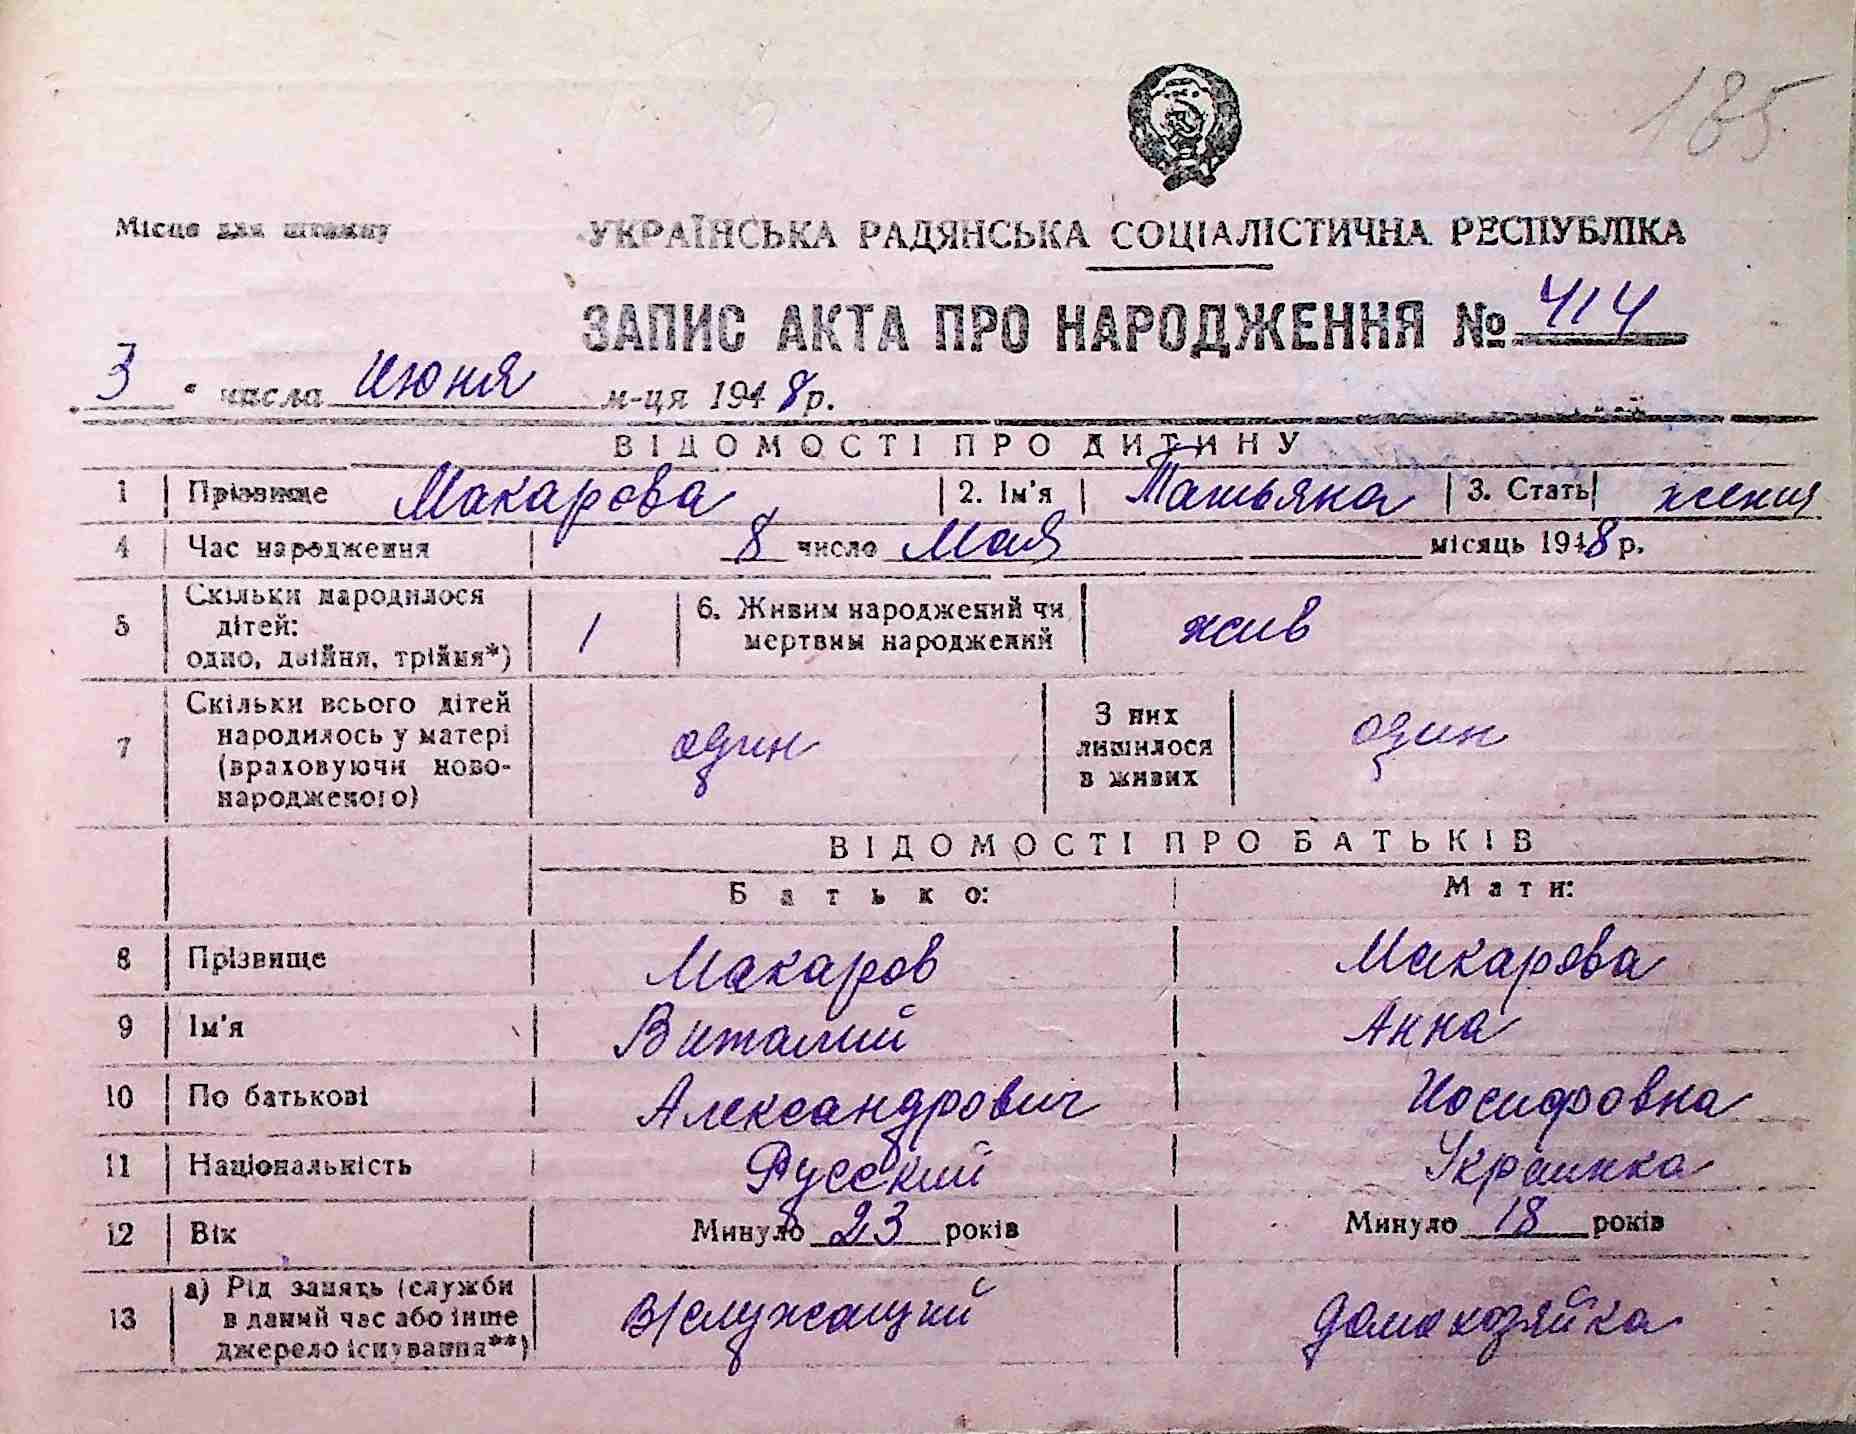 185
Місце для штампу
УКРАЇНСЬКА РАДЯНСЬКА СОЦІАЛІСТИЧНА РЕСПУБЛІКА
ЗАПИС АКТА ПРО НАРОДЖЕННЯ № 414
3 " числа июня м-ця 1948 р.
ВІДОМОСТІ ПРО ДИТИНУ
1 Прізвище Макарова 2. Ім'я Татьяна 3. Стать жения
4 Час народження 8 число Мая місяць 1948 р.
5 Скільки народилося дітей: одно, двійня, трійня*) 1 6. Живим народжений чи мертвим народжений жив
7 Скільки всього дітей народилось у матері (враховуючи новонародженого) один З них лишилося в живих один
ВІДОМОСТІ ПРО БАТЬКІВ
Батько: Мати:
8 Прізвище Макаров Макарова
9 Ім'я Виталий Анна
10 По батькові Александрович Иосифовна
11 Національність Русский Украинка
12 Вік Минуло 23 років Минуло 18 років
13 а) Рід занять (служби в даний час або інше джерело існування**) в/служащий домохозяйка